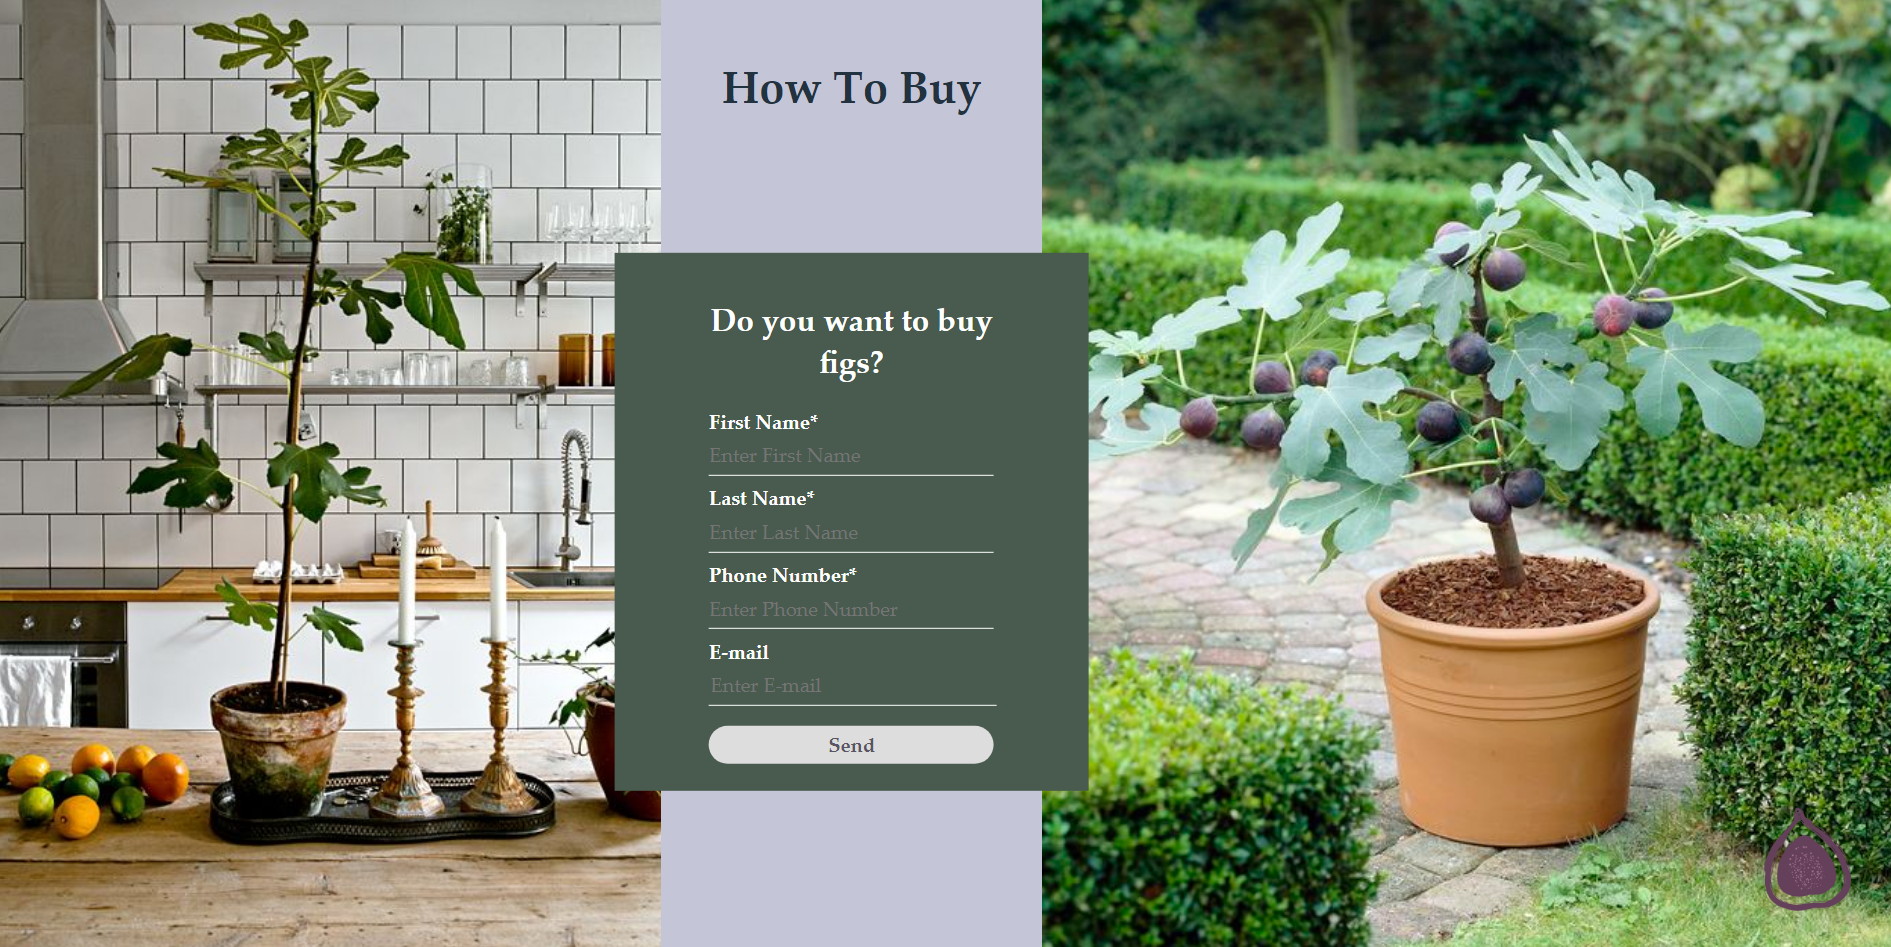 How To Buy
Do you want to buy
figs?
First Name*
Enter First Name
Last Name*
Enter Last Name
Phone Number*
Enter Phone Number
E-mail
Enter E-mail
Send